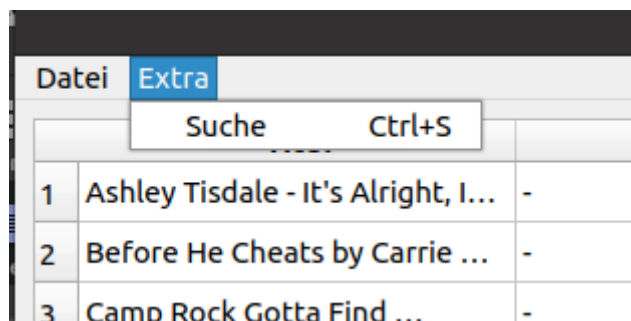 Datei Extra
Suche Ctrl+S
1 Ashley Tisdale - It's Alright, I... -
2 Before He Cheats by Carrie ... -
3 Camp Rock Gotta Find ... -